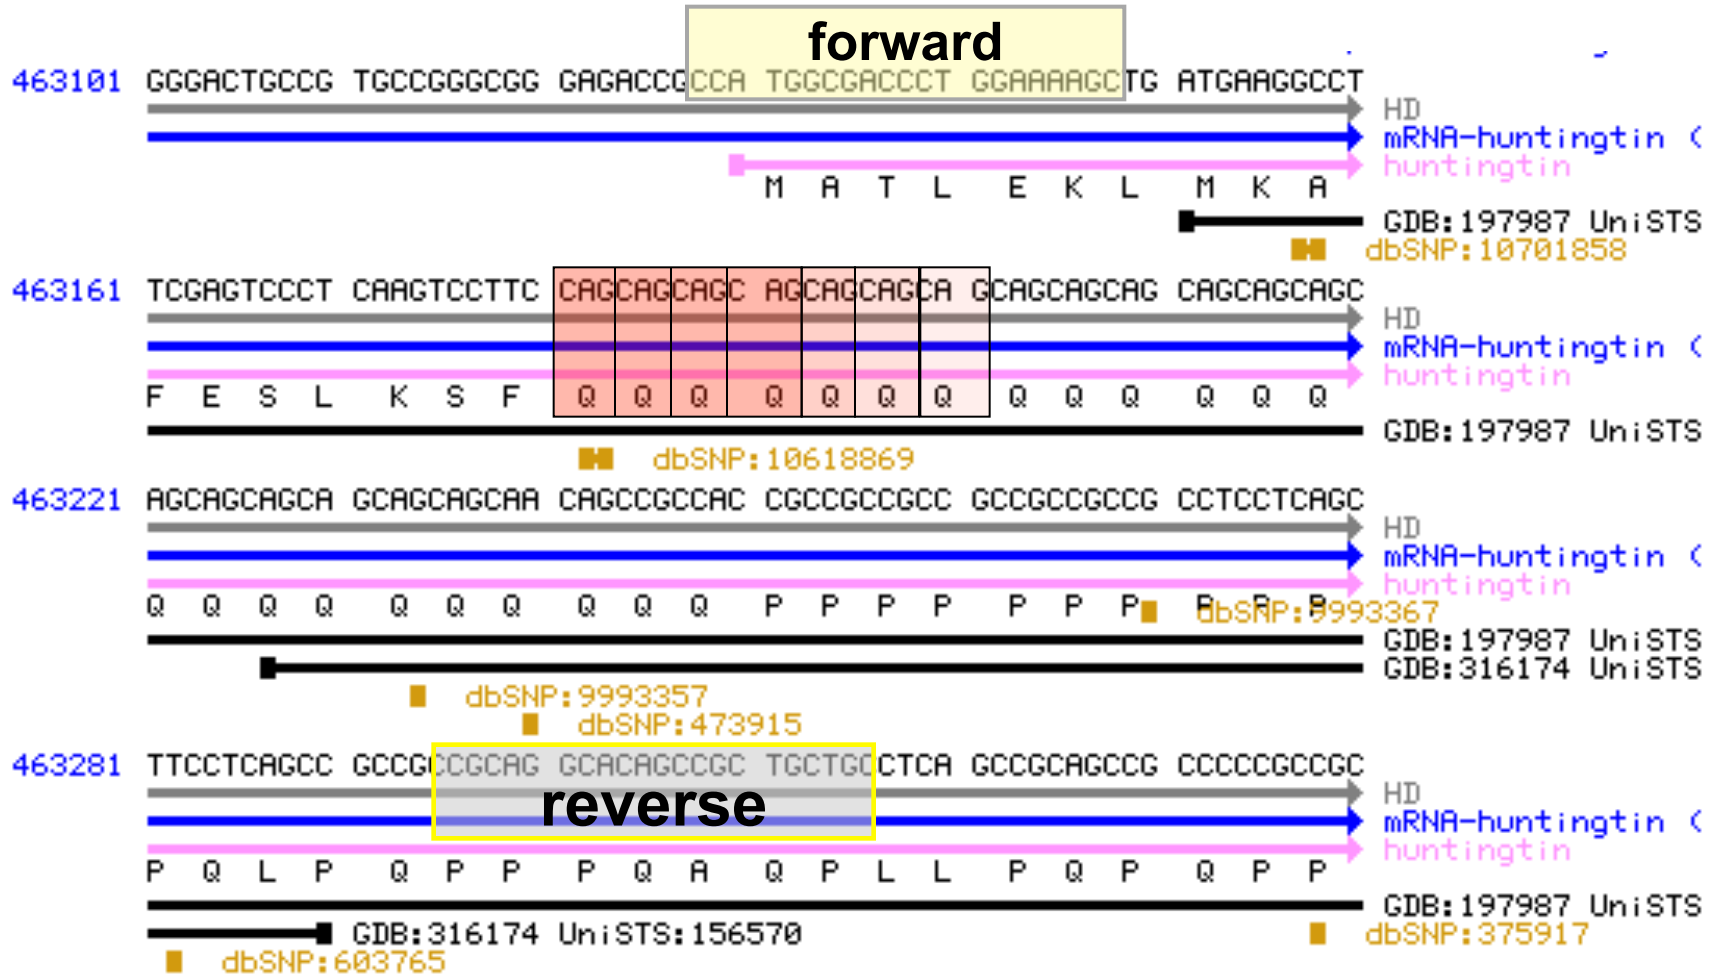 forward
463101 GGGACTGCCG TGCCGGGCGG GAGACCGCCA TGGCGACCCT GGAAAAGCTG ATGAAGGCCT
HD
mRNA-huntingtin (
huntingtin
M A T L E K L M K A
GDB:197987 UniSTS
dbSNP:10701858
463161 TCGAGTCCCT CAAGTCCTTC CAGCAGCAGC AGCAGCAGCA GCAGCAGCAG CAGCAGCAGC
HD
mRNA-huntingtin (
huntingtin
F E S L K S F Q Q Q Q Q Q Q Q Q Q Q Q Q
GDB:197987 UniSTS
dbSNP:10618869
463221 AGCAGCAGCA GCAGCAGCAA CAGCCGCCAC CGCCGCCGCC GCCGCCGCCG CCTCCTCAGC
HD
mRNA-huntingtin (
huntingtin
Q Q Q Q Q Q Q Q Q Q P P P P P P P P P P
dbSNP:9993367
GDB:197987 UniSTS
GDB:316174 UniSTS
dbSNP:9993357
dbSNP:473915
463281 TTCCTCAGCC GCCGCCGCAG GCACAGCCGC TGCTGCCTCA GCCGCAGCCG CCCCCGCCGC
HD
reverse
mRNA-huntingtin (
huntingtin
P Q L P Q P P P Q A Q P L L P Q P Q P P
GDB:197987 UniSTS
GDB:316174 UniSTS:156570
dbSNP:375917
dbSNP:603765